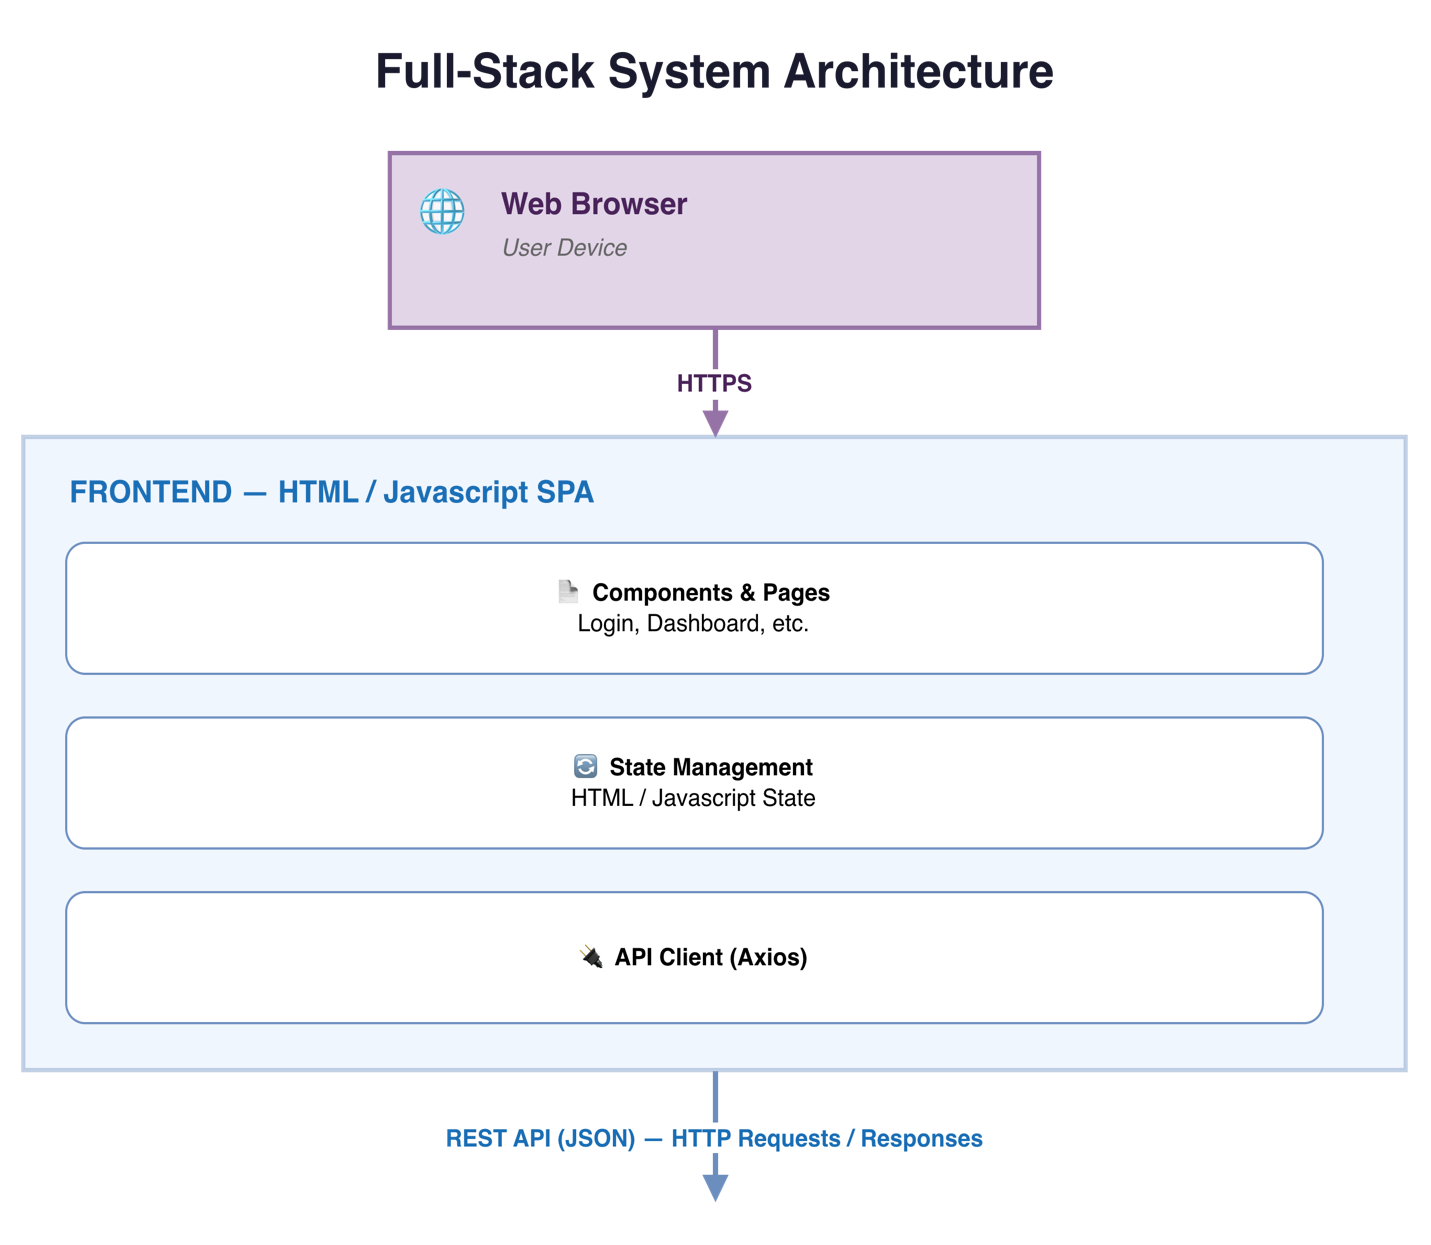 Full-Stack System Architecture
Web Browser
User Device
HTTPS
FRONTEND — HTML / Javascript SPA
Components & Pages
Login, Dashboard, etc.
State Management
HTML / Javascript State
API Client (Axios)
REST API (JSON) — HTTP Requests / Responses